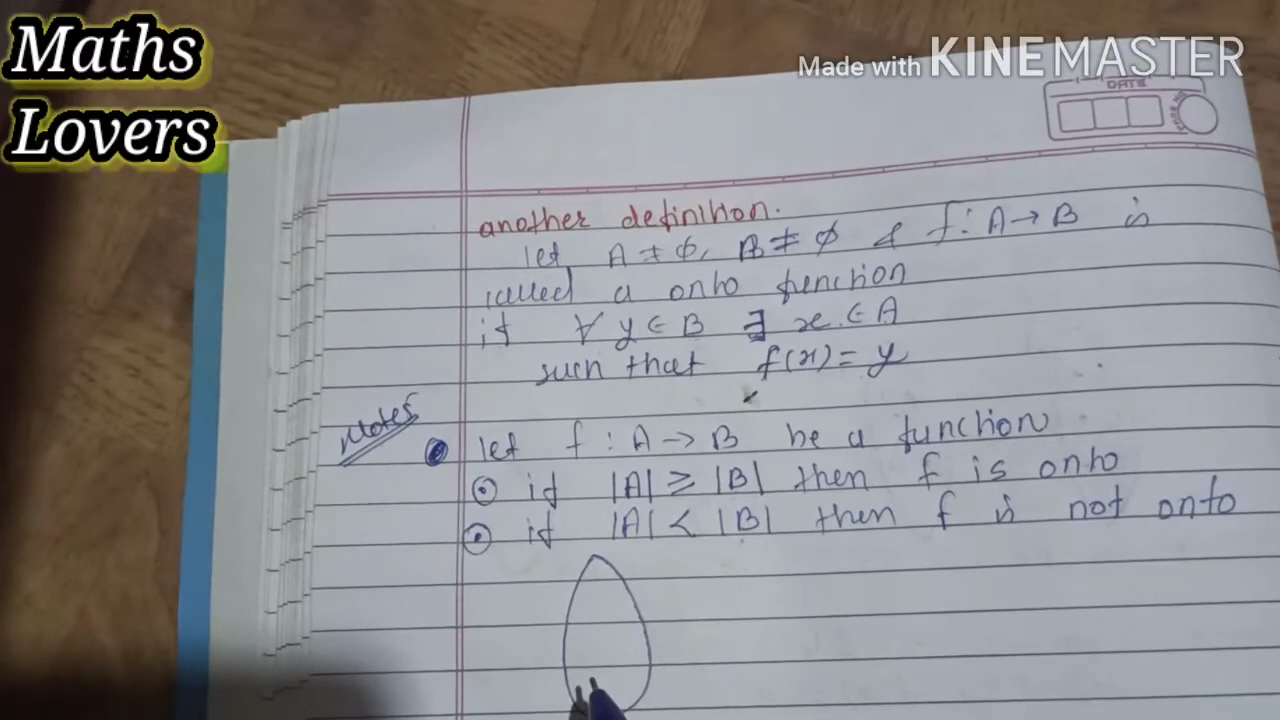 Maths
Lovers
Made with KINEMASTER
DATE
another definition.
let A ≠ ϕ, B ≠ ϕ & f : A → B is
called a onto function
if ∀ y ∈ B ∃ x ∈ A
such that f(x) = y
Notes
let f : A → B be a function
if |A| ≥ |B| then f is onto
if |A| < |B| then f is not onto